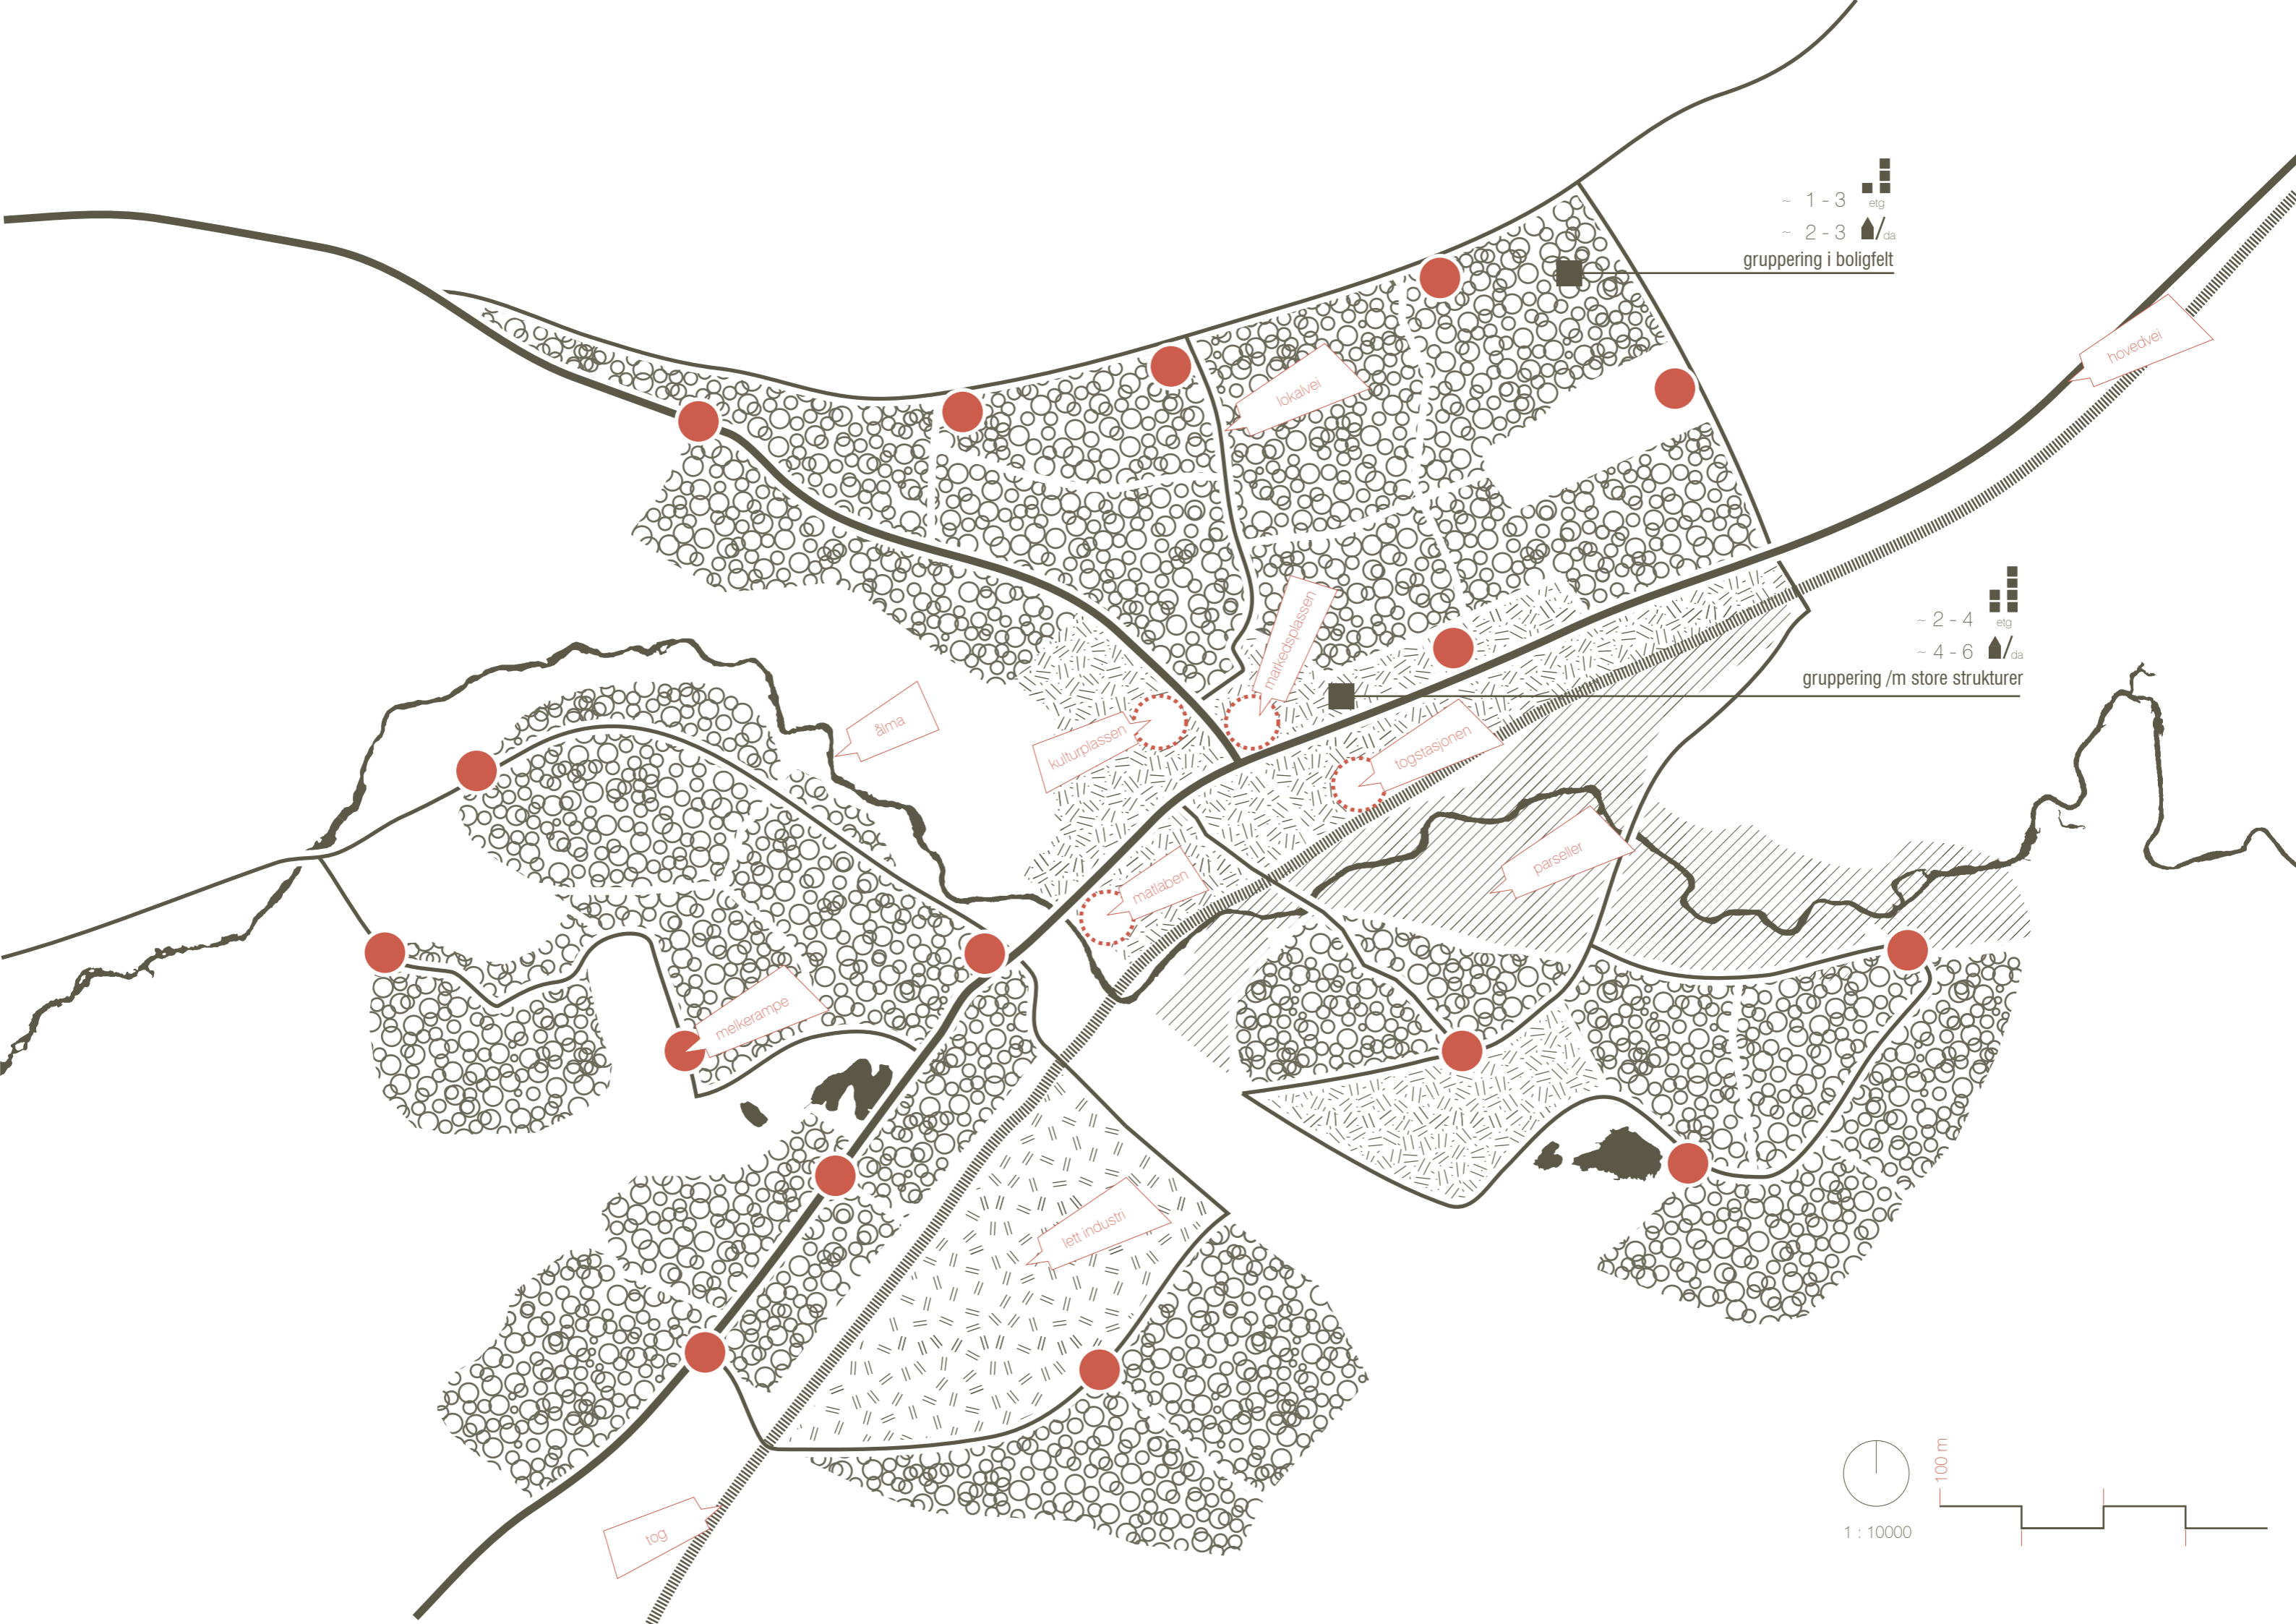 ~ 1 - 3
etg
~ 2 - 3 /da
gruppering i boligfelt
hovedvei
lokalvei
~ 2 - 4
etg
~ 4 - 6 /da
gruppering /m store strukturer
markedsplassen
ålma
kulturplassen
togstasjonen
parseller
matlaben
melkerampe
lett industri
tog
100 m
1 : 10000